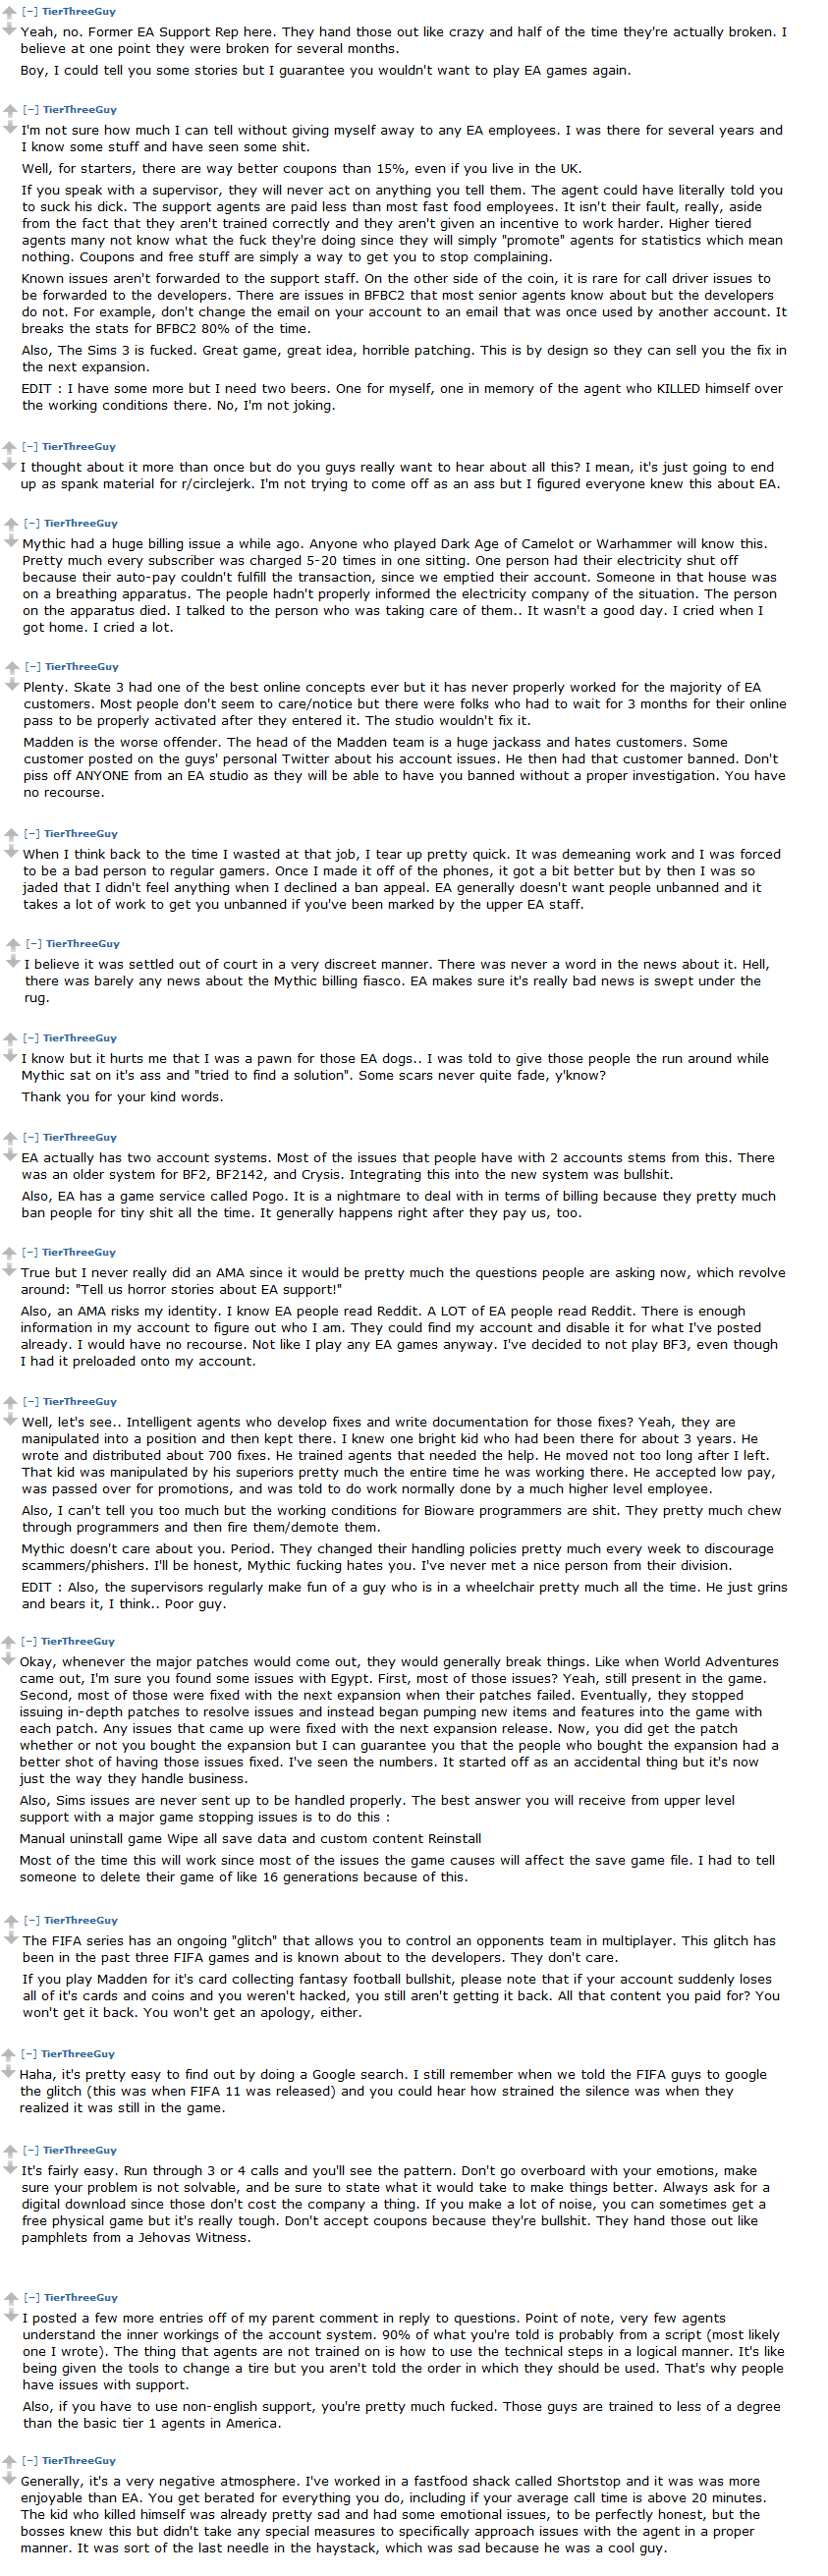 [–] TierThreeGuy
Yeah, no. Former EA Support Rep here. They hand those out like crazy and half of the time they're actually broken. I
believe at one point they were broken for several months.
Boy, I could tell you some stories but I guarantee you wouldn't want to play EA games again.
[–] TierThreeGuy
I'm not sure how much I can tell without giving myself away to any EA employees. I was there for several years and
I know some stuff and have seen some shit.
Well, for starters, there are way better coupons than 15%, even if you live in the UK.
If you speak with a supervisor, they will never act on anything you tell them. The agent could have literally told you
to suck his dick. The support agents are paid less than most fast food employees. It isn't their fault, really, aside
from the fact that they aren't trained correctly and they aren't given an incentive to work harder. Higher tiered
agents many not know what the fuck they're doing since they will simply "promote" agents for statistics which mean
nothing. Coupons and free stuff are simply a way to get you to stop complaining.
Known issues aren't forwarded to the support staff. On the other side of the coin, it is rare for call driver issues to
be forwarded to the developers. There are issues in BFBC2 that most senior agents know about but the developers
do not. For example, don't change the email on your account to an email that was once used by another account. It
breaks the stats for BFBC2 80% of the time.
Also, The Sims 3 is fucked. Great game, great idea, horrible patching. This is by design so they can sell you the fix in
the next expansion.
EDIT : I have some more but I need two beers. One for myself, one in memory of the agent who KILLED himself over
the working conditions there. No, I'm not joking.
[–] TierThreeGuy
I thought about it more than once but do you guys really want to hear about all this? I mean, it's just going to end
up as spank material for r/circlejerk. I'm not trying to come off as an ass but I figured everyone knew this about EA.
[–] TierThreeGuy
Mythic had a huge billing issue a while ago. Anyone who played Dark Age of Camelot or Warhammer will know this.
Pretty much every subscriber was charged 5-20 times in one sitting. One person had their electricity shut off
because their auto-pay couldn't fulfill the transaction, since we emptied their account. Someone in that house was
on a breathing apparatus. The people hadn't properly informed the electricity company of the situation. The person
on the apparatus died. I talked to the person who was taking care of them.. It wasn't a good day. I cried when I
got home. I cried a lot.
[–] TierThreeGuy
Plenty. Skate 3 had one of the best online concepts ever but it has never properly worked for the majority of EA
customers. Most people don't seem to care/notice but there were folks who had to wait for 3 months for their online
pass to be properly activated after they entered it. The studio wouldn't fix it.
Madden is the worse offender. The head of the Madden team is a huge jackass and hates customers. Some
customer posted on the guys' personal Twitter about his account issues. He then had that customer banned. Don't
piss off ANYONE from an EA studio as they will be able to have you banned without a proper investigation. You have
no recourse.
[–] TierThreeGuy
When I think back to the time I wasted at that job, I tear up pretty quick. It was demeaning work and I was forced
to be a bad person to regular gamers. Once I made it off of the phones, it got a bit better but by then I was so
jaded that I didn't feel anything when I declined a ban appeal. EA generally doesn't want people unbanned and it
takes a lot of work to get you unbanned if you've been marked by the upper EA staff.
[–] TierThreeGuy
I believe it was settled out of court in a very discreet manner. There was never a word in the news about it. Hell,
there was barely any news about the Mythic billing fiasco. EA makes sure it's really bad news is swept under the
rug.
[–] TierThreeGuy
I know but it hurts me that I was a pawn for those EA dogs.. I was told to give those people the run around while
Mythic sat on it's ass and "tried to find a solution". Some scars never quite fade, y'know?
Thank you for your kind words.
[–] TierThreeGuy
EA actually has two account systems. Most of the issues that people have with 2 accounts stems from this. There
was an older system for BF2, BF2142, and Crysis. Integrating this into the new system was bullshit.
Also, EA has a game service called Pogo. It is a nightmare to deal with in terms of billing because they pretty much
ban people for tiny shit all the time. It generally happens right after they pay us, too.
[–] TierThreeGuy
True but I never really did an AMA since it would be pretty much the questions people are asking now, which revolve
around: "Tell us horror stories about EA support!"
Also, an AMA risks my identity. I know EA people read Reddit. A LOT of EA people read Reddit. There is enough
information in my account to figure out who I am. They could find my account and disable it for what I've posted
already. I would have no recourse. Not like I play any EA games anyway. I've decided to not play BF3, even though
I had it preloaded onto my account.
[–] TierThreeGuy
Well, let's see.. Intelligent agents who develop fixes and write documentation for those fixes? Yeah, they are
manipulated into a position and then kept there. I knew one bright kid who had been there for about 3 years. He
wrote and distributed about 700 fixes. He trained agents that needed the help. He moved not too long after I left.
That kid was manipulated by his superiors pretty much the entire time he was working there. He accepted low pay,
was passed over for promotions, and was told to do work normally done by a much higher level employee.
Also, I can't tell you too much but the working conditions for Bioware programmers are shit. They pretty much chew
through programmers and then fire them/demote them.
Mythic doesn't care about you. Period. They changed their handling policies pretty much every week to discourage
scammers/phishers. I'll be honest, Mythic fucking hates you. I've never met a nice person from their division.
EDIT : Also, the supervisors regularly make fun of a guy who is in a wheelchair pretty much all the time. He just grins
and bears it, I think.. Poor guy.
[–] TierThreeGuy
Okay, whenever the major patches would come out, they would generally break things. Like when World Adventures
came out, I'm sure you found some issues with Egypt. First, most of those issues? Yeah, still present in the game.
Second, most of those were fixed with the next expansion when their patches failed. Eventually, they stopped
issuing in-depth patches to resolve issues and instead began pumping new items and features into the game with
each patch. Any issues that came up were fixed with the next expansion release. Now, you did get the patch
whether or not you bought the expansion but I can guarantee you that the people who bought the expansion had a
better shot of having those issues fixed. I've seen the numbers. It started off as an accidental thing but it's now
just the way they handle business.
Also, Sims issues are never sent up to be handled properly. The best answer you will receive from upper level
support with a major game stopping issues is to do this :
Manual uninstall game Wipe all save data and custom content Reinstall
Most of the time this will work since most of the issues the game causes will affect the save game file. I had to tell
someone to delete their game of like 16 generations because of this.
[–] TierThreeGuy
The FIFA series has an ongoing "glitch" that allows you to control an opponents team in multiplayer. This glitch has
been in the past three FIFA games and is known about to the developers. They don't care.
If you play Madden for it's card collecting fantasy football bullshit, please note that if your account suddenly loses
all of it's cards and coins and you weren't hacked, you still aren't getting it back. All that content you paid for? You
won't get it back. You won't get an apology, either.
[–] TierThreeGuy
Haha, it's pretty easy to find out by doing a Google search. I still remember when we told the FIFA guys to google
the glitch (this was when FIFA 11 was released) and you could hear how strained the silence was when they
realized it was still in the game.
[–] TierThreeGuy
It's fairly easy. Run through 3 or 4 calls and you'll see the pattern. Don't go overboard with your emotions, make
sure your problem is not solvable, and be sure to state what it would take to make things better. Always ask for a
digital download since those don't cost the company a thing. If you make a lot of noise, you can sometimes get a
free physical game but it's really tough. Don't accept coupons because they're bullshit. They hand those out like
pamphlets from a Jehovas Witness.
[–] TierThreeGuy
I posted a few more entries off of my parent comment in reply to questions. Point of note, very few agents
understand the inner workings of the account system. 90% of what you're told is probably from a script (most likely
one I wrote). The thing that agents are not trained on is how to use the technical steps in a logical manner. It's like
being given the tools to change a tire but you aren't told the order in which they should be used. That's why people
have issues with support.
Also, if you have to use non-english support, you're pretty much fucked. Those guys are trained to less of a degree
than the basic tier 1 agents in America.
[–] TierThreeGuy
Generally, it's a very negative atmosphere. I've worked in a fastfood shack called Shortstop and it was was more
enjoyable than EA. You get berated for everything you do, including if your average call time is above 20 minutes.
The kid who killed himself was already pretty sad and had some emotional issues, to be perfectly honest, but the
bosses knew this but didn't take any special measures to specifically approach issues with the agent in a proper
manner. It was sort of the last needle in the haystack, which was sad because he was a cool guy.